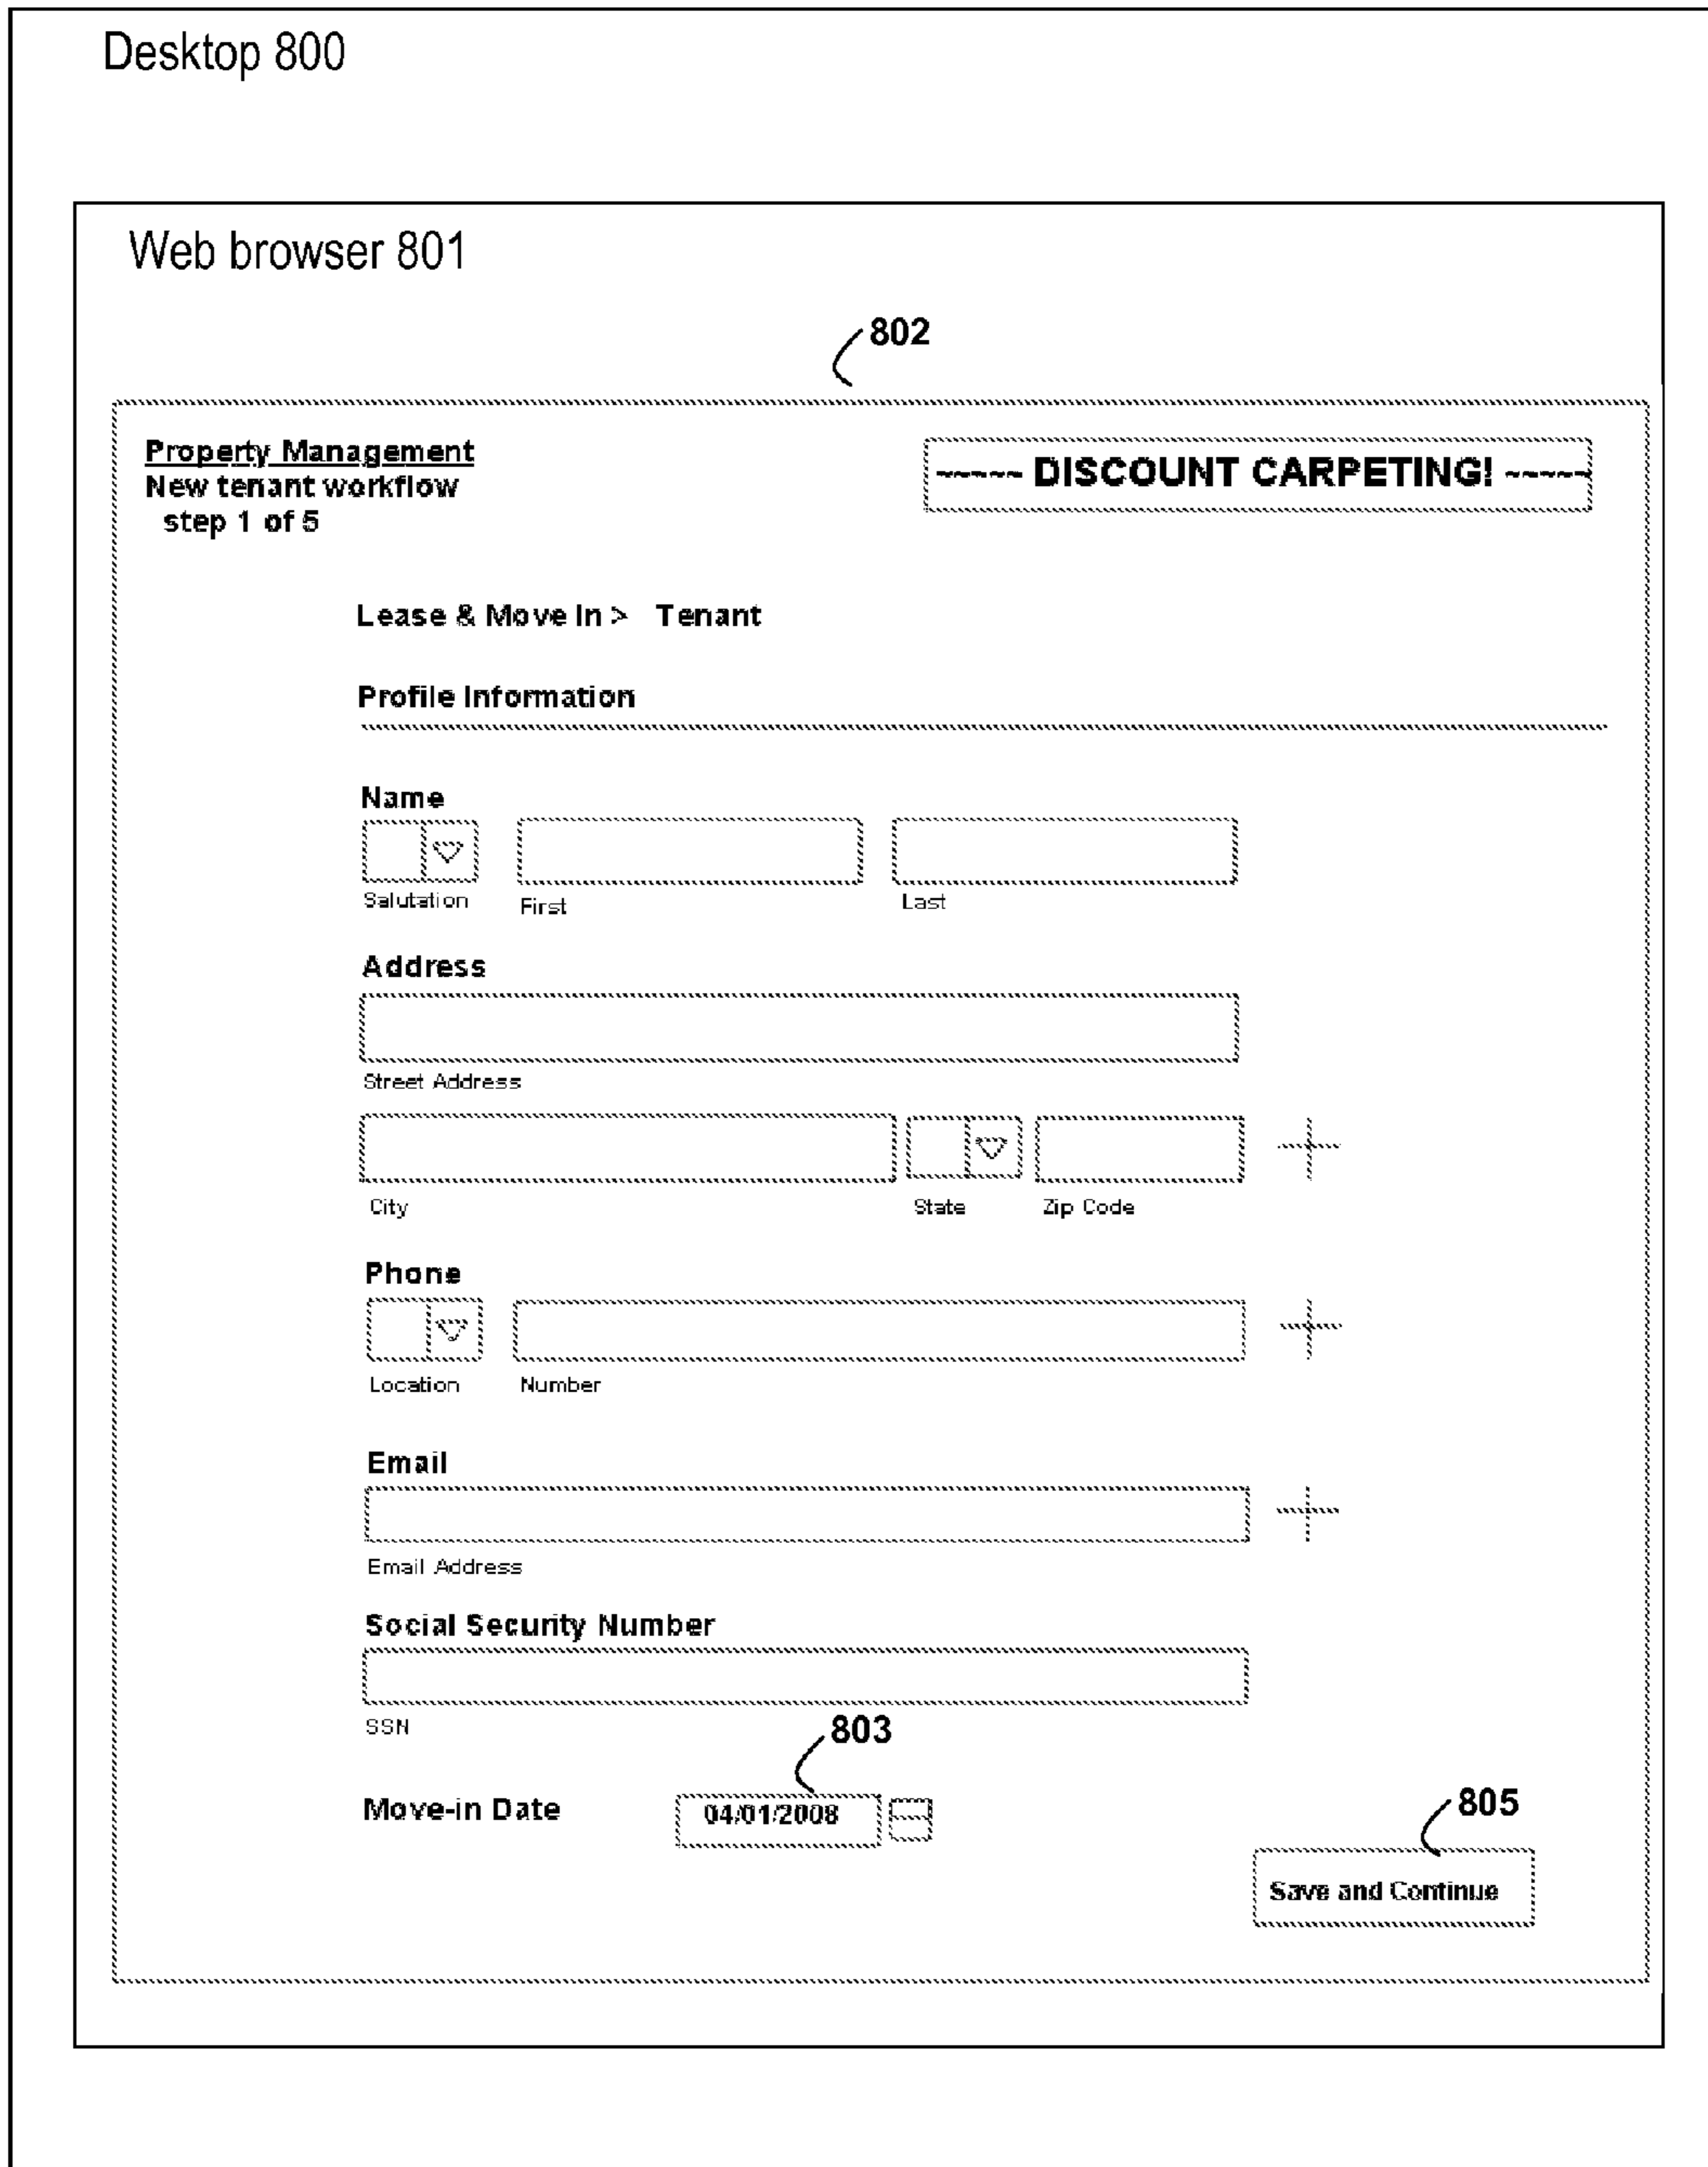 Desktop 800
Web browser 801
802
Property Management
New tenant workflow
step 1 of 5
~~~~~ DISCOUNT CARPETING! ~~~~~
Lease & Move In > Tenant
Profile Information
Name
Salutation First Last
Address
Street Address
City State Zip Code
Phone
Location Number
Email
Email Address
Social Security Number
SSN
803
Move-in Date 04/01/2008
805
Save and Continue